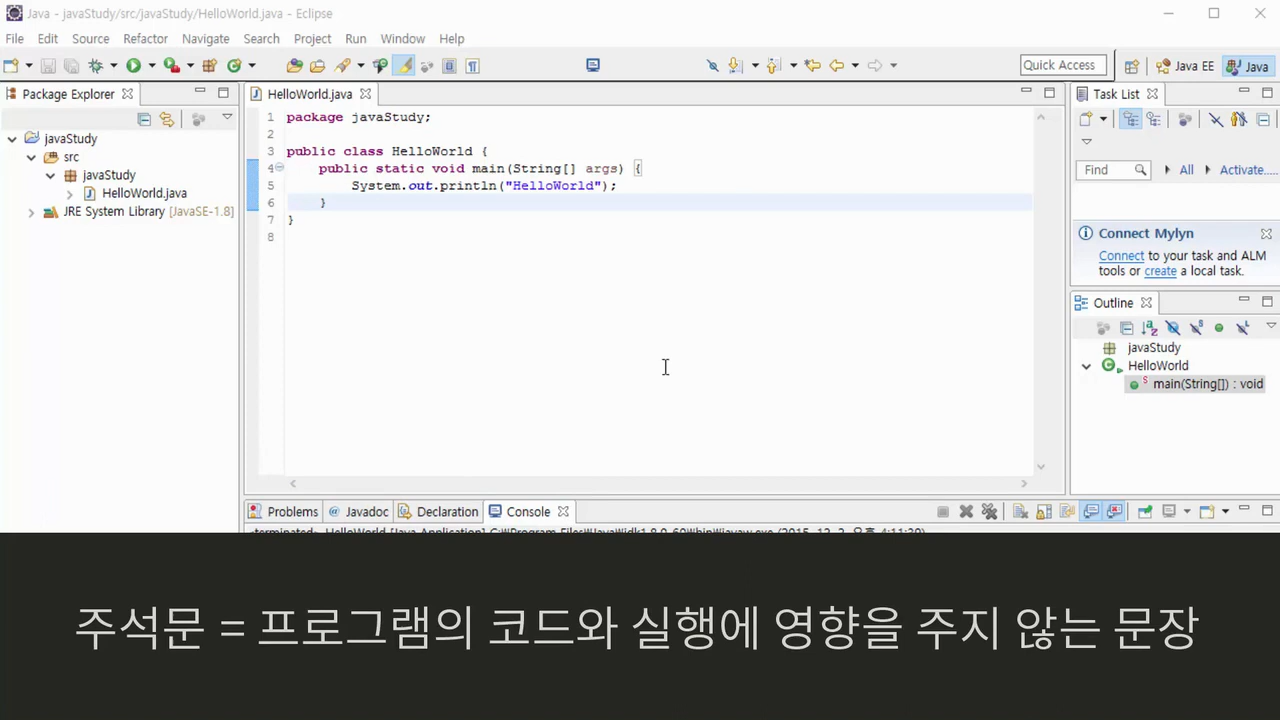 Java - javaStudy/src/javaStudy/HelloWorld.java - Eclipse
File Edit Source Refactor Navigate Search Project Run Window Help
Quick Access
Java EE
Java
Package Explorer
javaStudy
src
javaStudy
HelloWorld.java
JRE System Library [JavaSE-1.8]
HelloWorld.java
1 package javaStudy;
2
3 public class HelloWorld {
4 public static void main(String[] args) {
5 System.out.println("HelloWorld");
6 }
7 }
8
Task List
Find
All
Activate....
Connect Mylyn
Connect to your task and ALM
tools or create a local task.
Outline
javaStudy
HelloWorld
main(String[]) : void
Problems Javadoc Declaration Console
주석문 = 프로그램의 코드와 실행에 영향을 주지 않는 문장